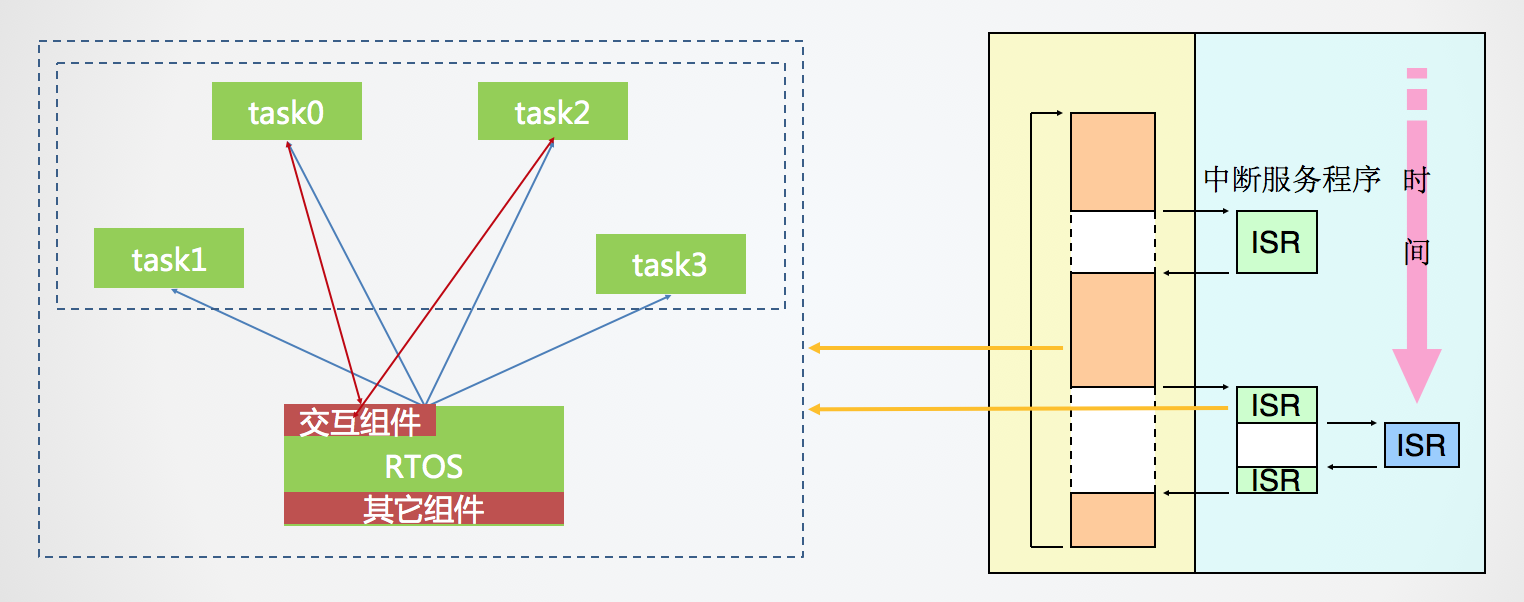 task0
task2
task1
task3
交互组件
RTOS
其它组件
中断服务程序
时
间
ISR
ISR
ISR
ISR